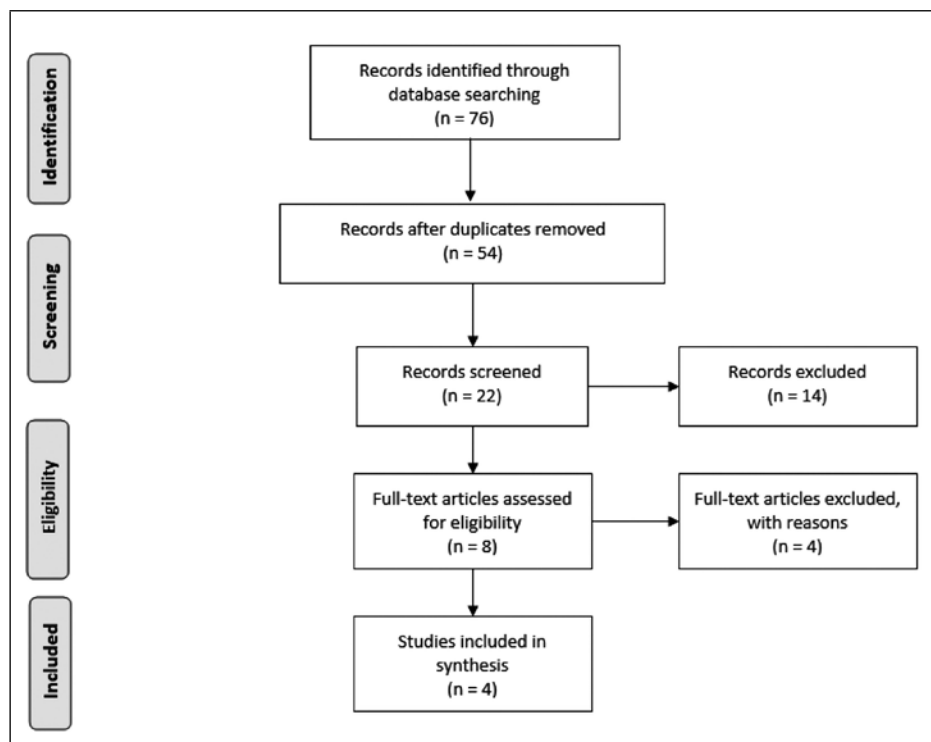 Identification
Records identified through
database searching
(n = 76)
Records after duplicates removed
(n = 54)
Screening
Records screened
(n = 22)
Records excluded
(n = 14)
Eligibility
Full-text articles assessed
for eligibility
(n = 8)
Full-text articles excluded,
with reasons
(n = 4)
Included
Studies included in
synthesis
(n = 4)